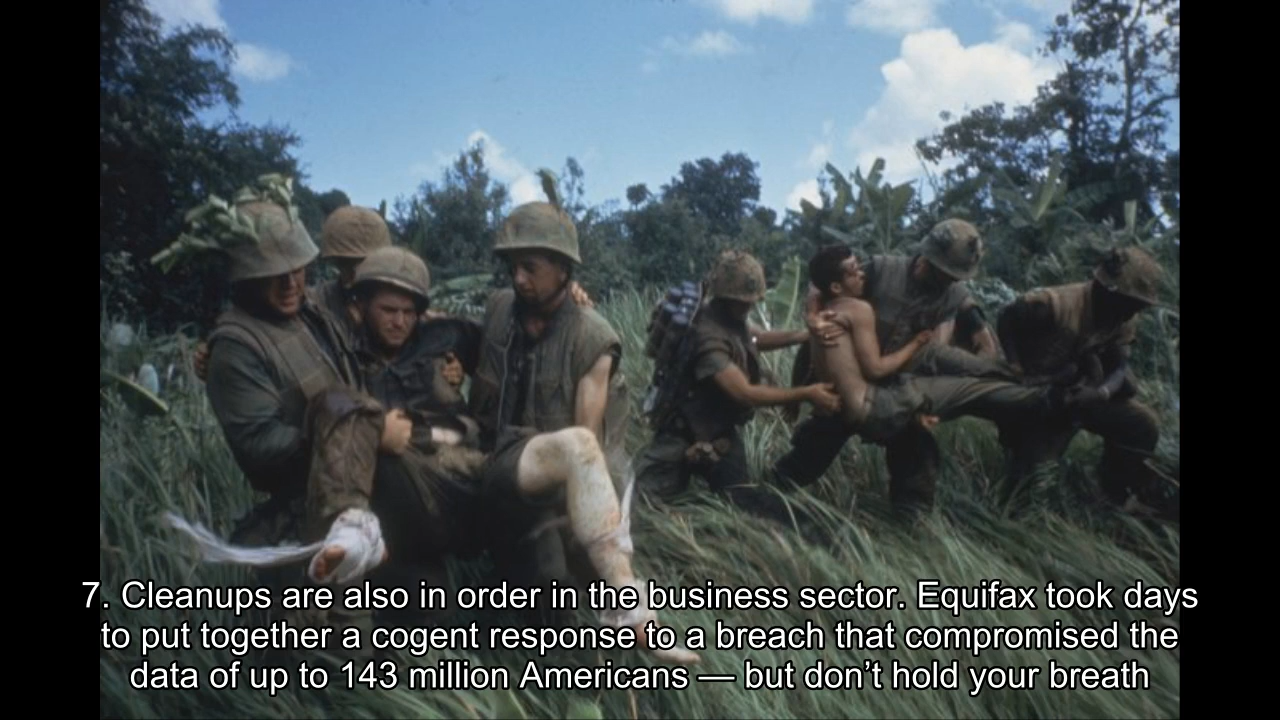 7. Cleanups are also in order in the business sector. Equifax took days
to put together a cogent response to a breach that compromised the
data of up to 143 million Americans — but don’t hold your breath